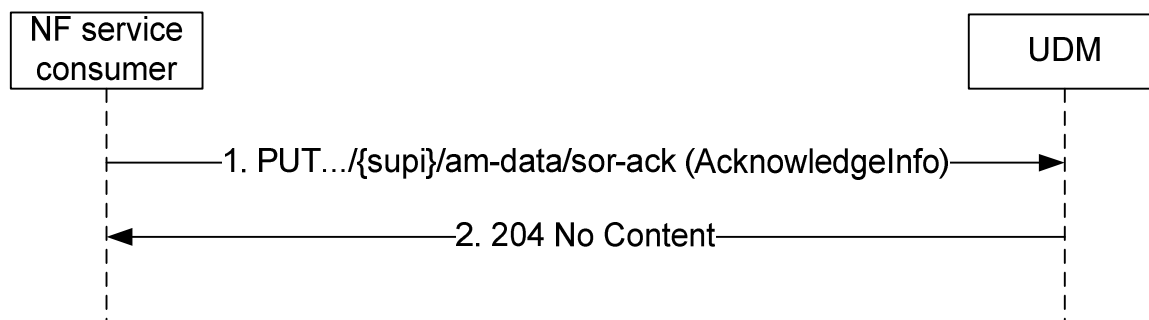 NF service
consumer
UDM
1. PUT.../{supi}/am-data/sor-ack (AcknowledgeInfo)
2. 204 No Content